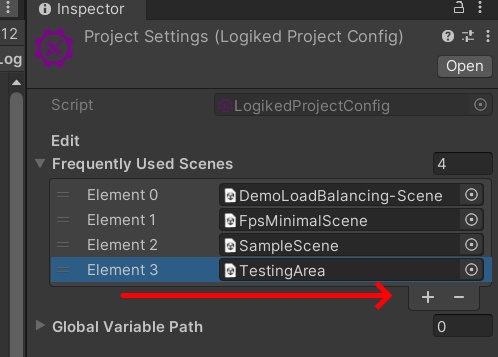 Inspector
12
Project Settings (Logiked Project Config)
Log
Open
Script LogikedProjectConfig
Edit
Frequently Used Scenes 4
Element 0 DemoLoadBalancing-Scene
Element 1 FpsMinimalScene
Element 2 SampleScene
Element 3 TestingArea
Global Variable Path 0